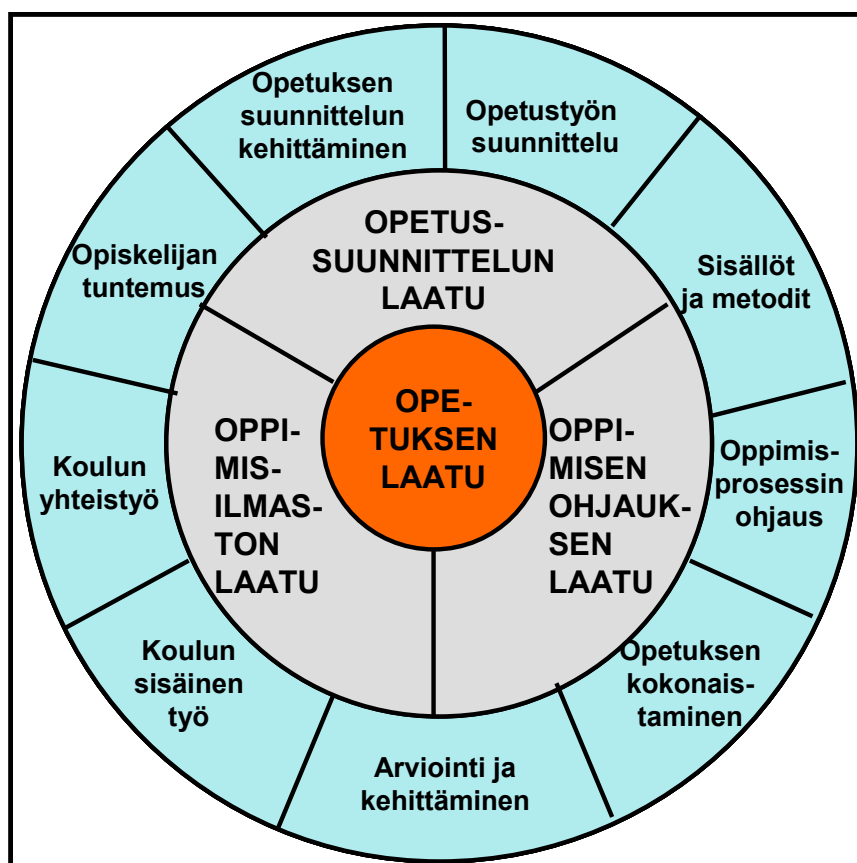 Opetuksen
suunnittelun
kehittäminen
Opetustyön
suunnittelu
Sisällöt
ja metodit
Oppimis-
prosessin
ohjaus
Opetuksen
kokonais-
taminen
Arviointi ja
kehittäminen
Koulun
sisäinen
työ
Koulun
yhteistyö
Opiskelijan
tuntemus
OPETUS-
SUUNNITTELUN
LAATU
OPPI-
MISEN
OHJAUK-
SEN
LAATU
OPPI-
MIS-
ILMAS-
TON
LAATU
OPE-
TUKSEN
LAATU